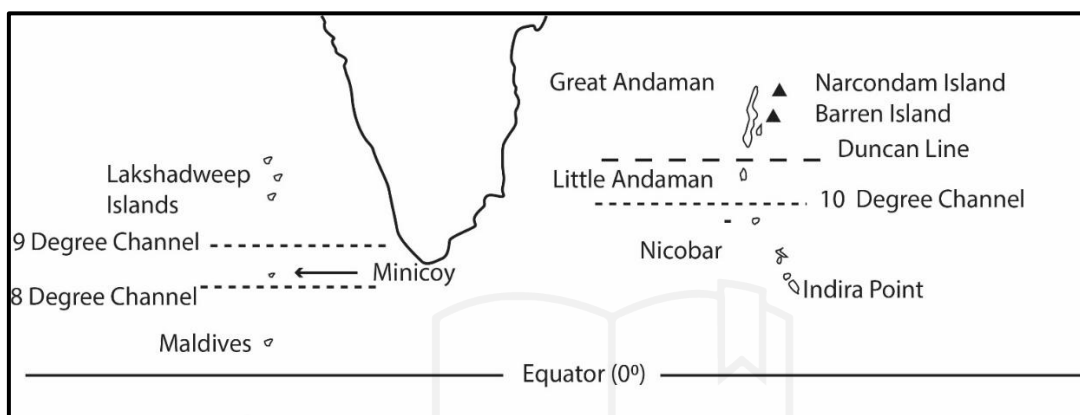 Great Andaman
Narcondam Island
Barren Island
Duncan Line
Lakshadweep
Islands
Little Andaman
10 Degree Channel
9 Degree Channel
Nicobar
Minicoy
8 Degree Channel
Indira Point
Maldives
Equator (0⁰)